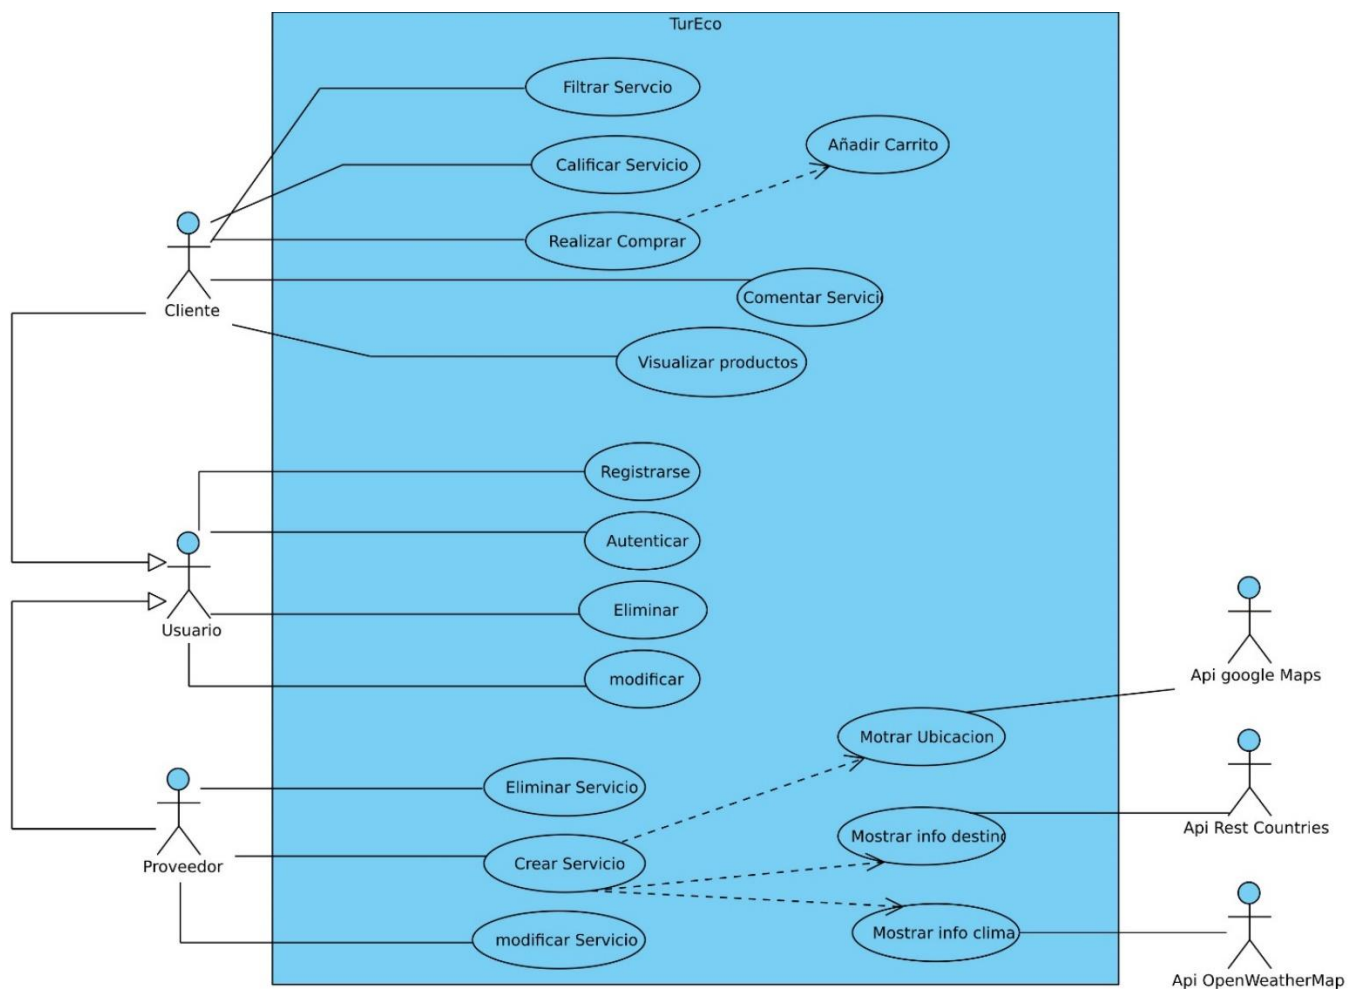 TurEco
Filtrar Servcio
Añadir Carrito
Calificar Servicio
Realizar Comprar
Comentar Servici
Cliente
Visualizar productos
Registrarse
Autenticar
Eliminar
Usuario
modificar
Api google Maps
Motrar Ubicacion
Eliminar Servicio
Api Rest Countries
Mostrar info destin
Crear Servicio
Proveedor
Mostrar info clima
modificar Servicio
Api OpenWeatherMap